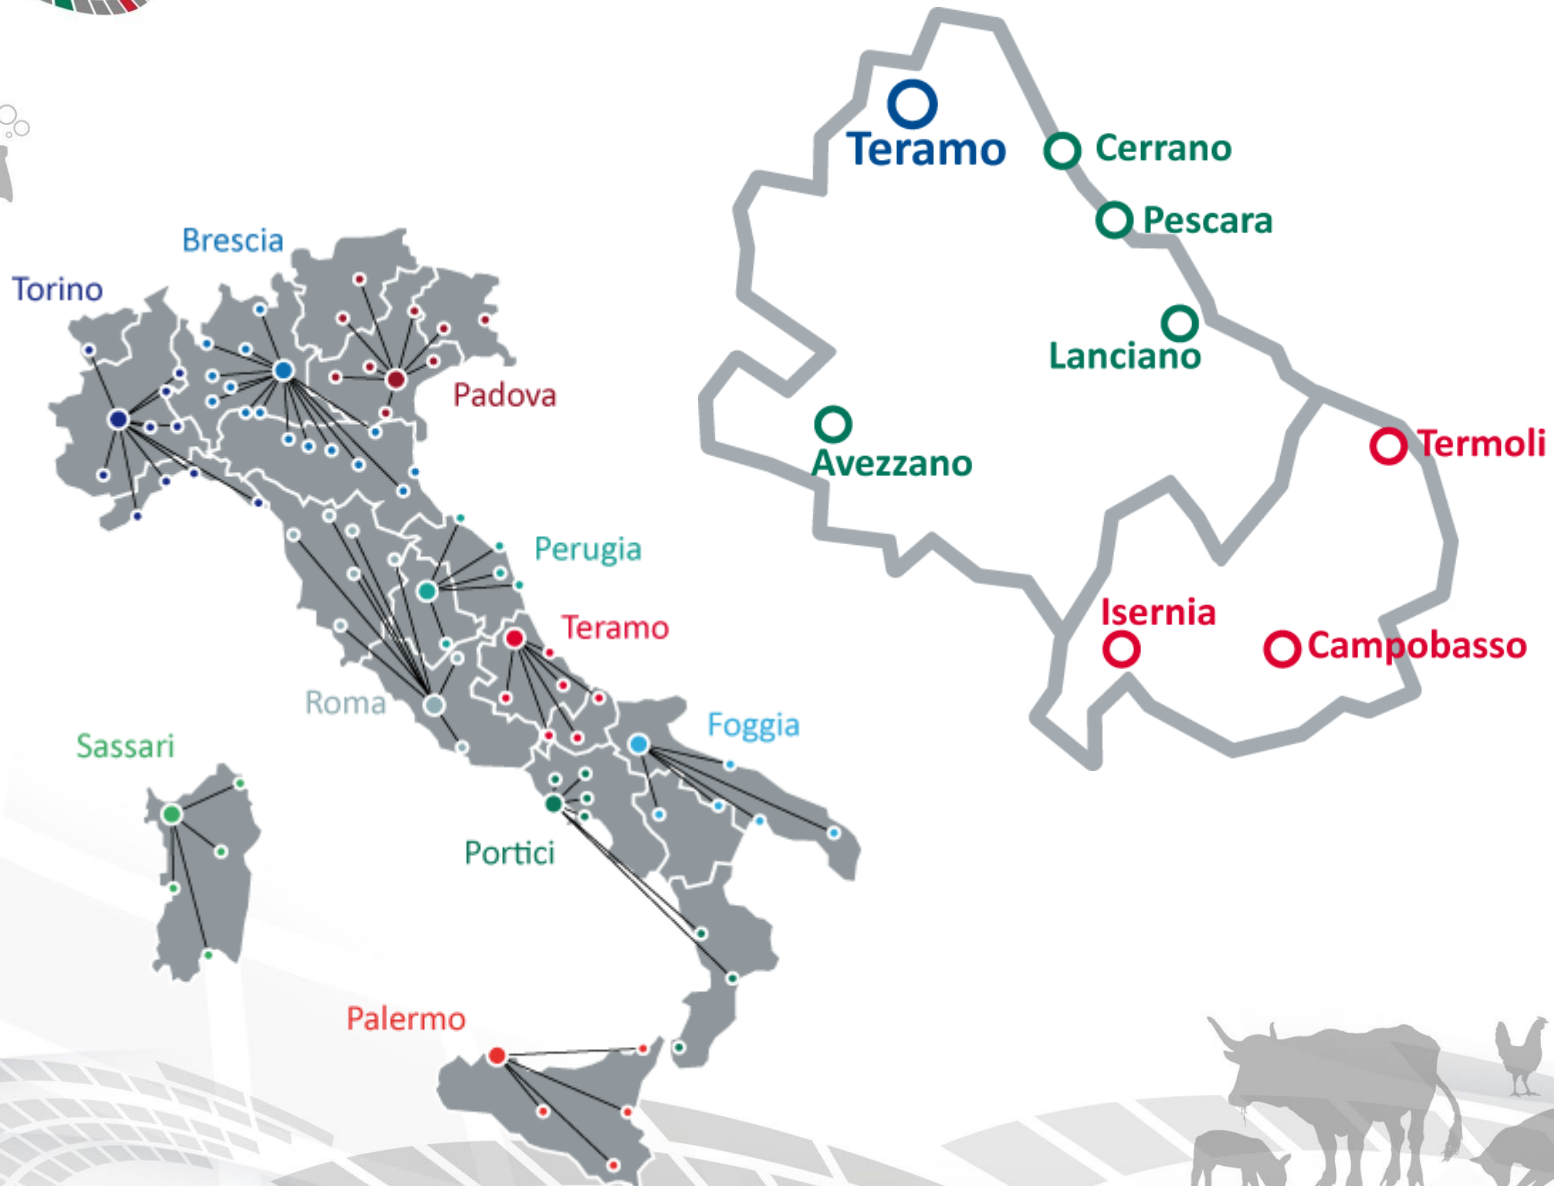 Brescia
Torino
Padova
Perugia
Teramo
Roma
Foggia
Sassari
Portici
Palermo
Teramo
Cerrano
Pescara
Lanciano
Avezzano
Termoli
Isernia
Campobasso